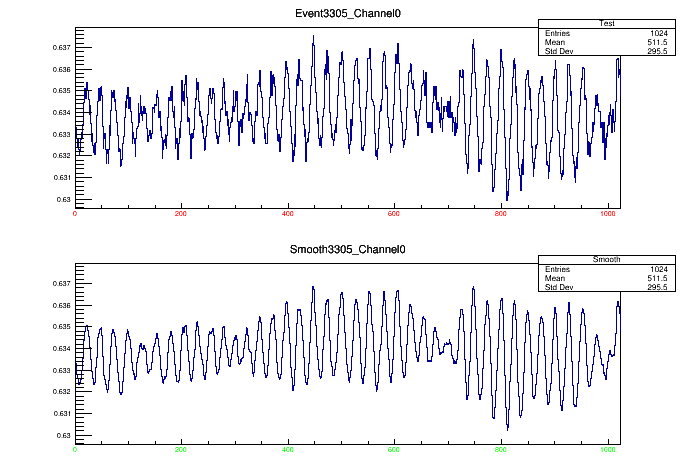 Event3305_Channel0
Test
Entries 1024
Mean 511.5
Std Dev 295.5
0.637
0.636
0.635
0.634
0.633
0.632
0.631
0.63
0 200 400 600 800 1000
Smooth3305_Channel0
Smooth
Entries 1024
Mean 511.5
Std Dev 295.5
0.637
0.636
0.635
0.634
0.633
0.632
0.631
0.63
0 200 400 600 800 1000